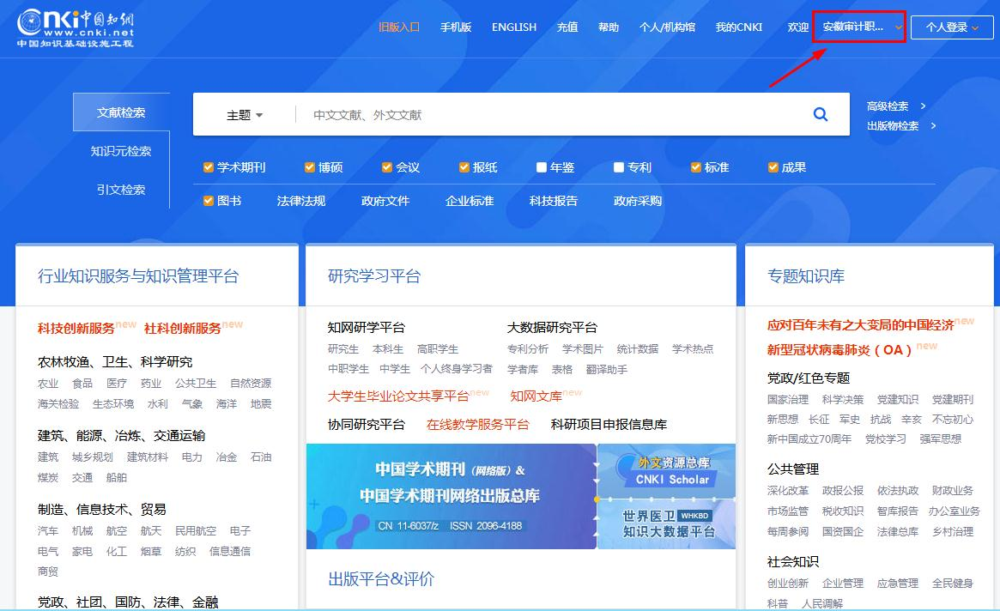 cnki中国知网
www.cnki.net
中国知识基础设施工程
旧版入口 手机版 ENGLISH 充值 帮助 个人/机构馆 我的CNKI 欢迎 安徽审计职... 个人登录
文献检索
知识元检索
引文检索
主题 中文文献、外文文献
高级检索 >
出版物检索 >
学术期刊 博硕 会议 报纸 年鉴 专利 标准 成果
图书 法律法规 政府文件 企业标准 科技报告 政府采购
行业知识服务与知识管理平台
科技创新服务new 社科创新服务new
农林牧渔、卫生、科学研究
农业 食品 医疗 药业 公共卫生 自然资源
海关检验 生态环境 水利 气象 海洋 地震
建筑、能源、冶炼、交通运输
建筑 城乡规划 建筑材料 电力 冶金 石油
煤炭 交通 船舶
制造、信息技术、贸易
汽车 机械 航空 航天 民用航空 电子
电气 家电 化工 烟草 纺织 信息通信
商贸
党政、社团、国防、法律、金融
研究学习平台
知网研学平台
研究生 本科生 高职学生
中职学生 中学生 个人终身学习者
大数据研究平台
专利分析 学术图片 统计数据 学术热点
学者库 表格 翻译助手
大学生毕业论文共享平台new 知网文库new
协同研究平台 在线教学服务平台 科研项目申报信息库
中国学术期刊(网络版)&
中国学术期刊网络出版总库
CN 11-6037/z ISSN 2096-4188
外文资源总库
CNKI Scholar
世界医卫 WHKBD
知识大数据平台
出版平台&评价
专题知识库
应对百年未有之大变局的中国经济new
新型冠状病毒肺炎(OA)new
党政/红色专题
国家治理 科学决策 党建知识 党建期刊
新思想 长征 军史 抗战 辛亥 不忘初心
新中国成立70周年 党校学习 强军思想
公共管理
深化改革 政报公报 依法执政 财政业务
市场监管 税收知识 智库报告 办公室业务
每周参阅 国资国企 法律总库 乡村治理
社会知识
创业创新 企业管理 应急管理 全民健身
科普 人民调解